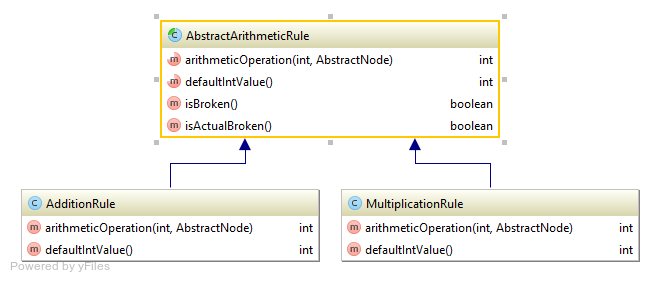 C AbstractArithmeticRule
m arithmeticOperation(int, AbstractNode) int
m defaultIntValue() int
m isBroken() boolean
m isActualBroken() boolean
C AdditionRule
m arithmeticOperation(int, AbstractNode) int
m defaultIntValue() int
C MultiplicationRule
m arithmeticOperation(int, AbstractNode) int
m defaultIntValue() int
Powered by yFiles